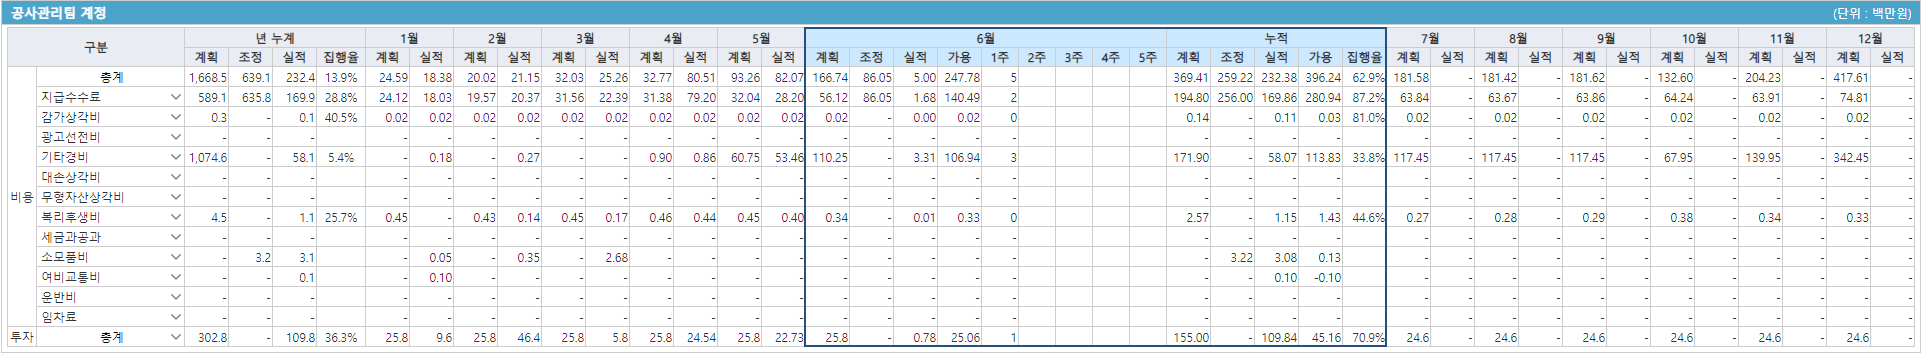 공사관리팀 계정 (단위 : 백만원)
구분 년 누계 1월 2월 3월 4월 5월 6월 누적 7월 8월 9월 10월 11월 12월
계획 조정 실적 집행율 계획 실적 계획 실적 계획 실적 계획 실적 계획 실적 계획 조정 실적 가용 1주 2주 3주 4주 5주 계획 조정 실적 가용 집행율 계획 실적 계획 실적 계획 실적 계획 실적 계획 실적 계획 실적
총계 1,668.5 639.1 232.4 13.9% 24.59 18.38 20.02 21.15 32.03 25.26 32.77 80.51 93.26 82.07 166.74 86.05 5.00 247.78 5 369.41 259.22 232.38 396.24 62.9% 181.58 - 181.42 - 181.62 - 132.60 - 204.23 - 417.61 -
지급수수료 589.1 635.8 169.9 28.8% 24.12 18.03 19.57 20.37 31.56 22.39 31.38 79.20 32.04 28.20 56.12 86.05 1.68 140.49 2 194.80 256.00 169.86 280.94 87.2% 63.84 - 63.67 - 63.86 - 64.24 - 63.91 - 74.81 -
감가상각비 0.3 - 0.1 40.5% 0.02 0.02 0.02 0.02 0.02 0.02 0.02 0.02 0.02 0.02 0.02 - 0.00 0.02 0 0.14 - 0.11 0.03 81.0% 0.02 - 0.02 - 0.02 - 0.02 - 0.02 - 0.02 -
광고선전비 - - - - - - - - - - - - - - - - - - - - - - - - - - - - - - - - - -
기타경비 1,074.6 - 58.1 5.4% - 0.18 - 0.27 - - 0.90 0.86 60.75 53.46 110.25 - 3.31 106.94 3 171.90 - 58.07 113.83 33.8% 117.45 - 117.45 - 117.45 - 67.95 - 139.95 - 342.45 -
대손상각비 - - - - - - - - - - - - - - - - - - - - - - - - - - - - - - - - - -
비용 무형자산상각비 - - - - - - - - - - - - - - - - - - - - - - - - - - - - - - - - - -
복리후생비 4.5 - 1.1 25.7% 0.45 - 0.43 0.14 0.45 0.17 0.46 0.44 0.45 0.40 0.34 - 0.01 0.33 0 2.57 - 1.15 1.43 44.6% 0.27 - 0.28 - 0.29 - 0.38 - 0.34 - 0.33 -
세금과공과 - - - - - - - - - - - - - - - - - - - - - - - - - - - - - - - - - -
소모품비 - 3.2 3.1 - 0.05 - 0.35 - 2.68 - - - - - - - - - - 3.22 3.08 0.13 - - - - - - - - - - - -
여비교통비 - - 0.1 - 0.10 - - - - - - - - - - - - - - - 0.10 -0.10 - - - - - - - - - - - -
운반비 - - - - - - - - - - - - - - - - - - - - - - - - - - - - - - - - - -
임차료 - - - - - - - - - - - - - - - - - - - - - - - - - - - - - - - - - -
투자 총계 302.8 - 109.8 36.3% 25.8 9.6 25.8 46.4 25.8 5.8 25.8 24.54 25.8 22.73 25.8 - 0.78 25.06 1 155.00 - 109.84 45.16 70.9% 24.6 - 24.6 - 24.6 - 24.6 - 24.6 - 24.6 -